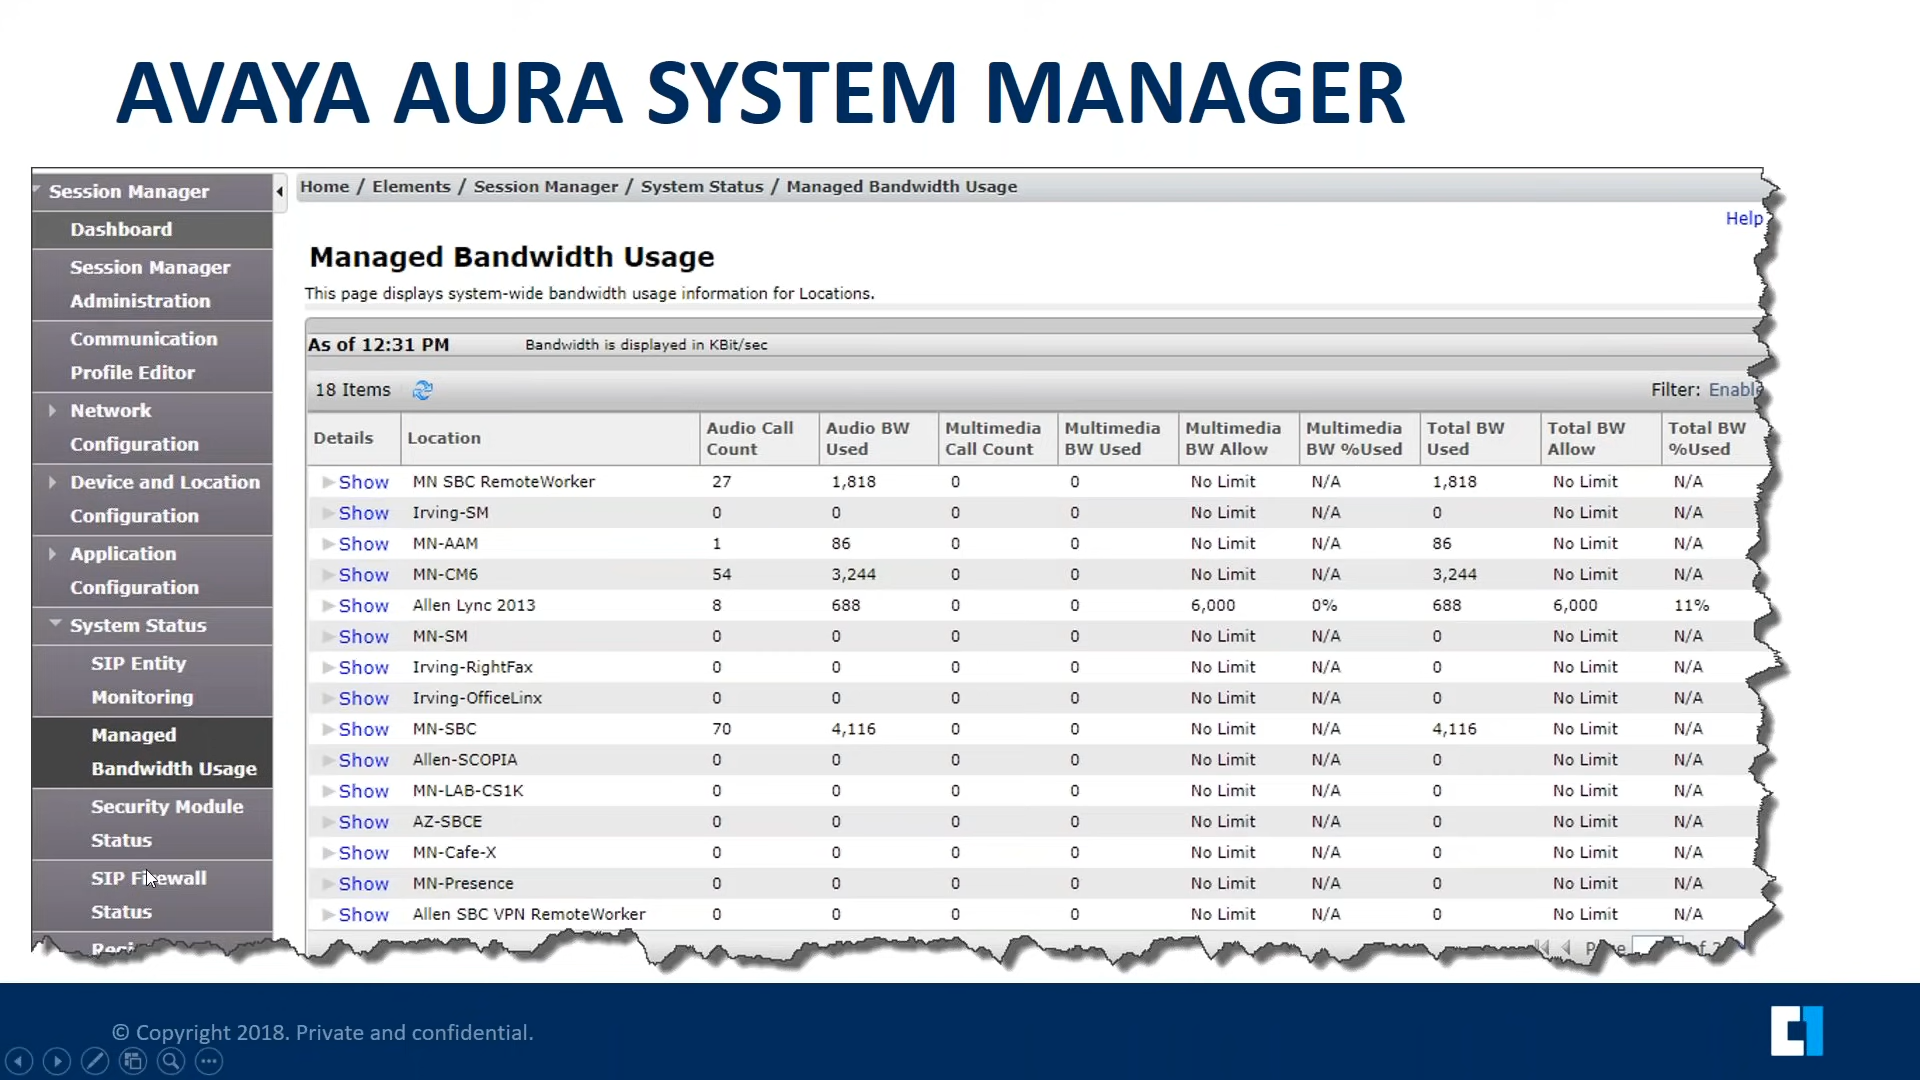 AVAYA AURA SYSTEM MANAGER
Session Manager
Dashboard
Session Manager
Administration
Communication
Profile Editor
Network
Configuration
Device and Location
Configuration
Application
Configuration
System Status
SIP Entity
Monitoring
Managed
Bandwidth Usage
Security Module
Status
SIP Firewall
Status
Home / Elements / Session Manager / System Status / Managed Bandwidth Usage
Help
Managed Bandwidth Usage
This page displays system-wide bandwidth usage information for Locations.
As of 12:31 PM Bandwidth is displayed in KBit/sec
18 Items Filter: Enable
Details Location Audio Call Count Audio BW Used Multimedia Call Count Multimedia BW Used Multimedia BW Allow Multimedia BW %Used Total BW Used Total BW Allow Total BW %Used
Show MN SBC RemoteWorker 27 1,818 0 0 No Limit N/A 1,818 No Limit N/A
Show Irving-SM 0 0 0 0 No Limit N/A 0 No Limit N/A
Show MN-AAM 1 86 0 0 No Limit N/A 86 No Limit N/A
Show MN-CM6 54 3,244 0 0 No Limit N/A 3,244 No Limit N/A
Show Allen Lync 2013 8 688 0 0 6,000 0% 688 6,000 11%
Show MN-SM 0 0 0 0 No Limit N/A 0 No Limit N/A
Show Irving-RightFax 0 0 0 0 No Limit N/A 0 No Limit N/A
Show Irving-OfficeLinx 0 0 0 0 No Limit N/A 0 No Limit N/A
Show MN-SBC 70 4,116 0 0 No Limit N/A 4,116 No Limit N/A
Show Allen-SCOPIA 0 0 0 0 No Limit N/A 0 No Limit N/A
Show MN-LAB-CS1K 0 0 0 0 No Limit N/A 0 No Limit N/A
Show AZ-SBCE 0 0 0 0 No Limit N/A 0 No Limit N/A
Show MN-Cafe-X 0 0 0 0 No Limit N/A 0 No Limit N/A
Show MN-Presence 0 0 0 0 No Limit N/A 0 No Limit N/A
Show Allen SBC VPN RemoteWorker 0 0 0 0 No Limit N/A 0 No Limit N/A
© Copyright 2018. Private and confidential.